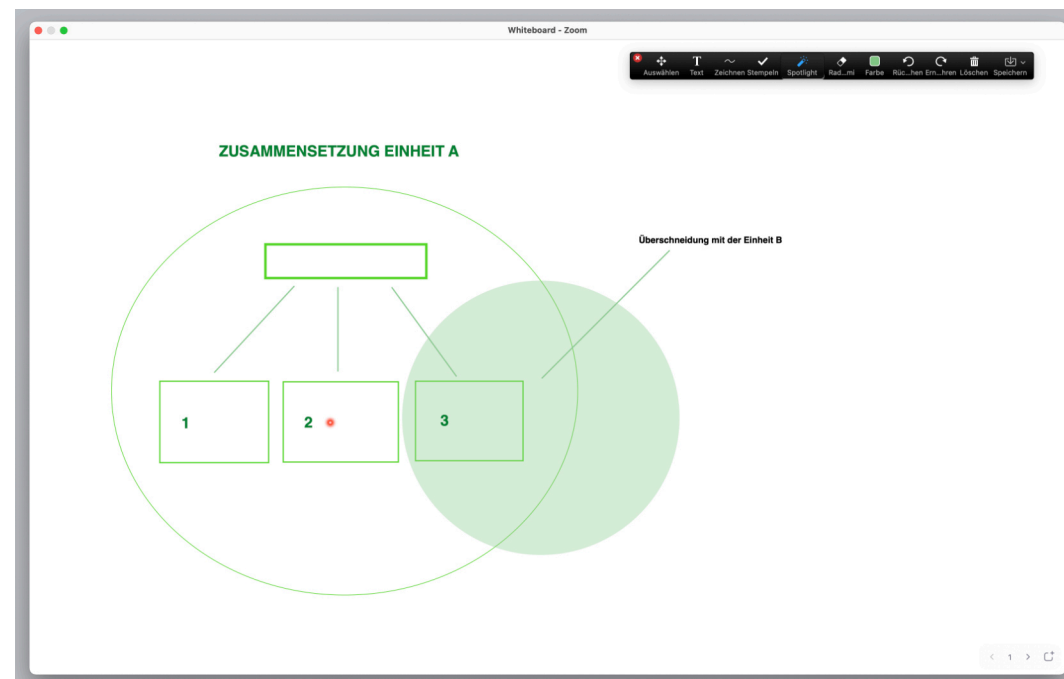 Whiteboard - Zoom
Auswählen Text Zeichnen Stempeln Spotlight Rad...mi Farbe Rüc...hen Ern...hren Löschen Speichern
ZUSAMMENSETZUNG EINHEIT A
Überschneidung mit der Einheit B
1 2 3
1